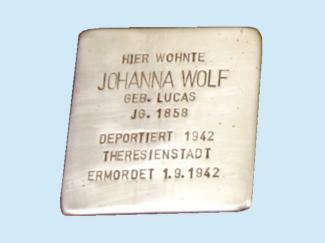 HIER WOHNTE
JOHANNA WOLF
GEB. LUCAS
JG. 1858
DEPORTIERT 1942
THERESIENSTADT
ERMORDET 1.9.1942